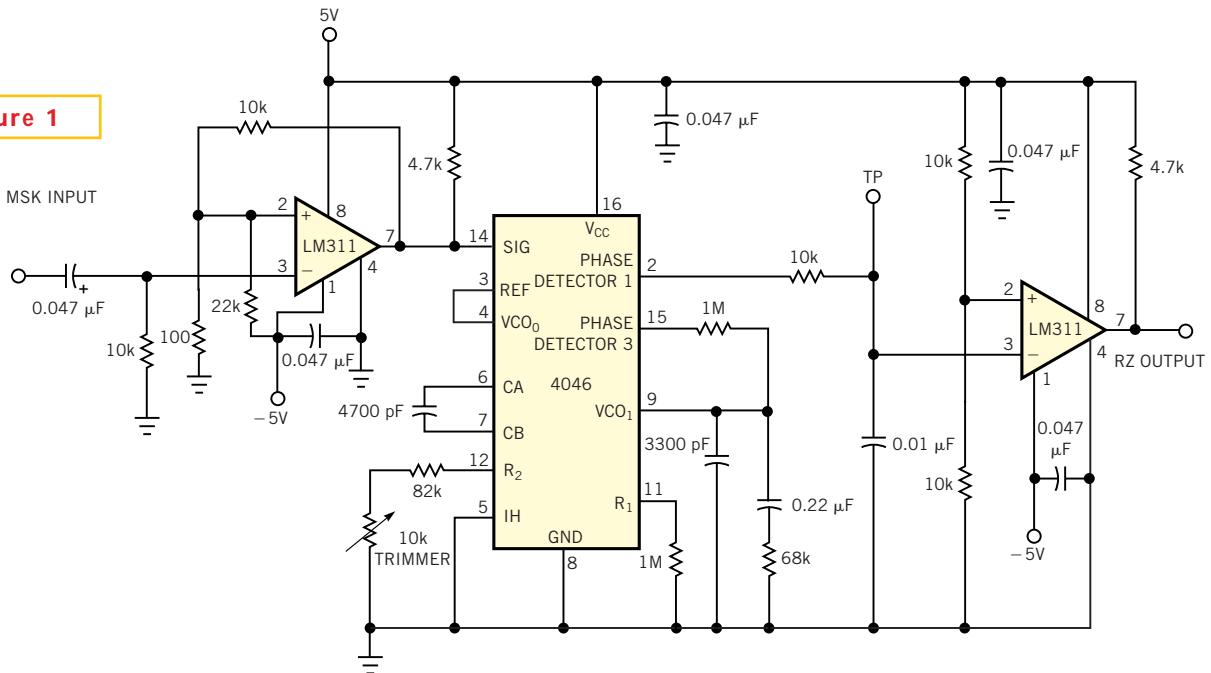 5V
ure 1
10k
0.047 µF
4.7k
10k
0.047 µF
4.7k
MSK INPUT
TP
2
+
8
LM311
7
3
−
4
1
0.047 µF
+
10k
100
22k
0.047 µF
−5V
16
VCC
14
SIG
PHASE
DETECTOR 1
2
10k
3
REF
4
VCO0
PHASE
DETECTOR 3
15
1M
6
CA
4046
4700 pF
7
CB
VCO1
9
3300 pF
12
R2
82k
5
IH
R1
11
GND
8
10k
TRIMMER
1M
0.22 µF
68k
0.01 µF
10k
2
+
8
LM311
7
3
−
4
1
RZ OUTPUT
0.047
µF
−5V